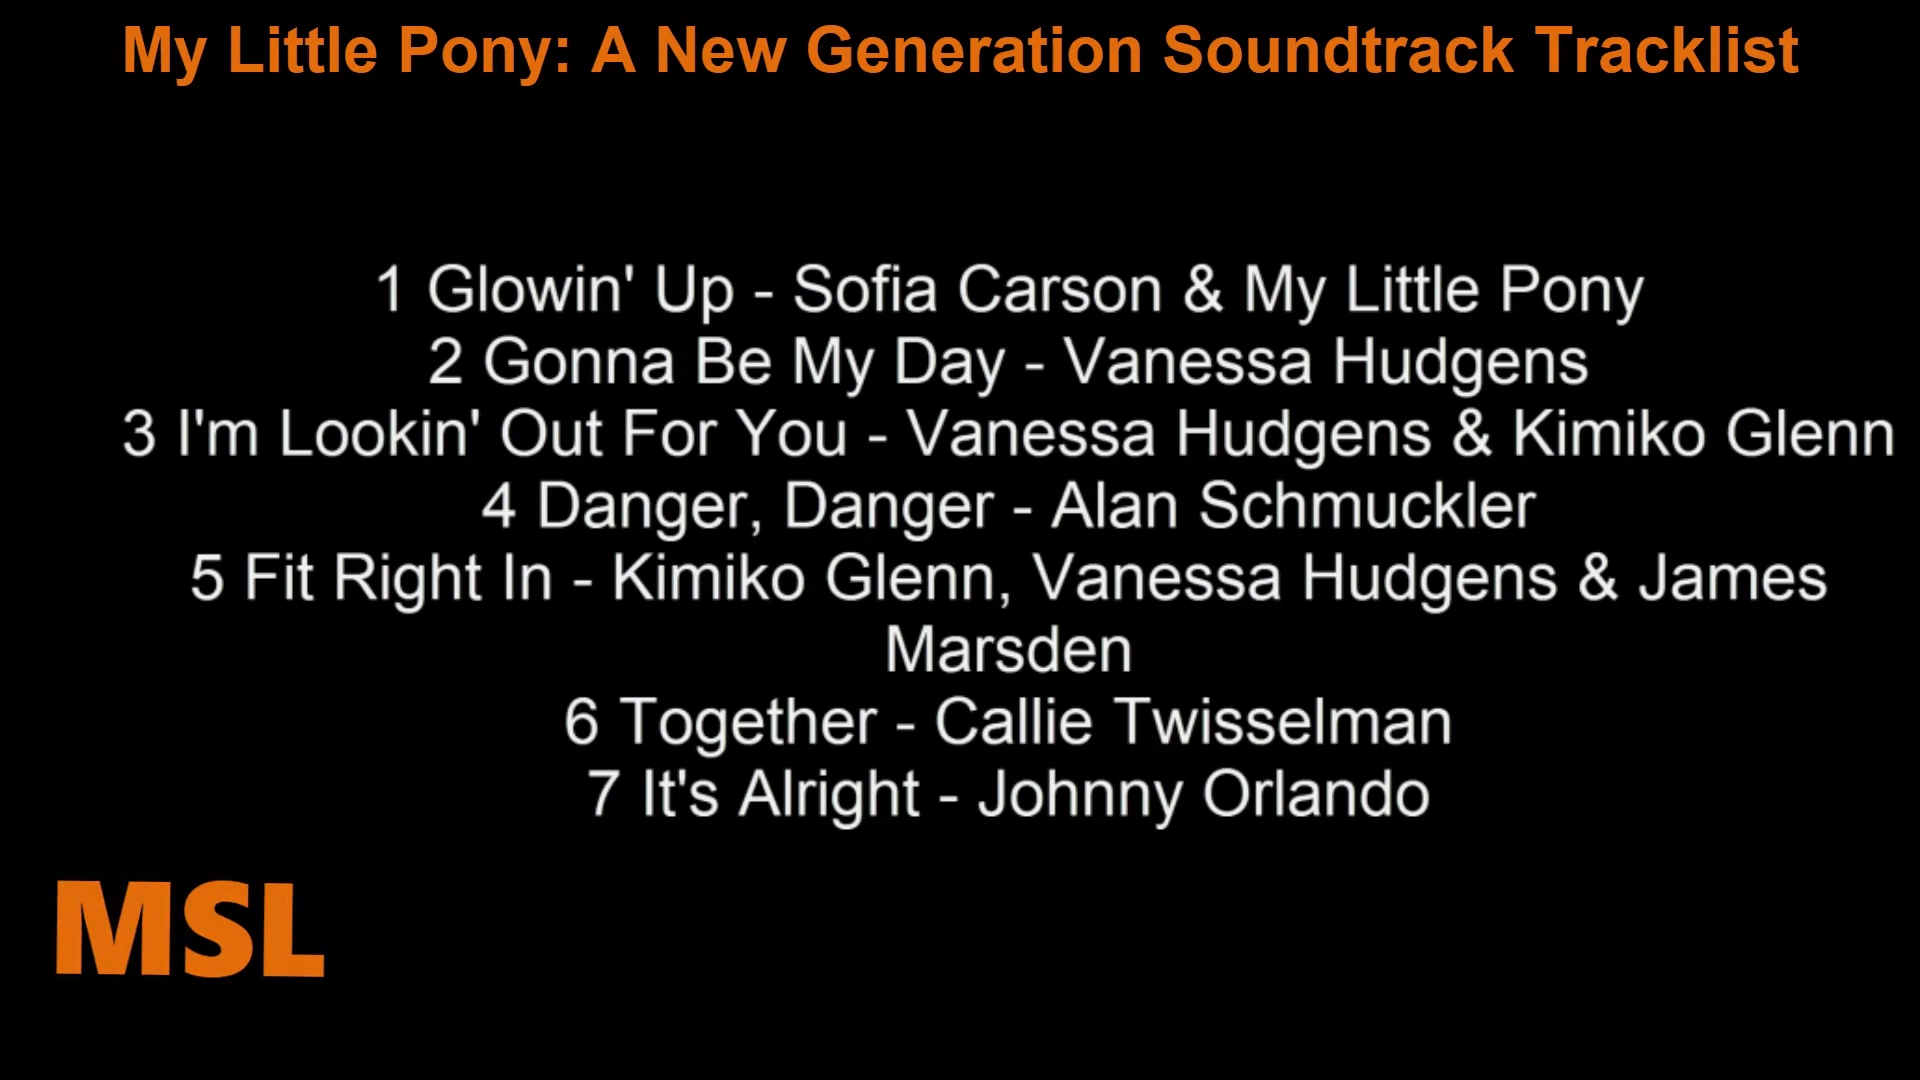 My Little Pony: A New Generation Soundtrack Tracklist
1 Glowin' Up - Sofia Carson & My Little Pony
2 Gonna Be My Day - Vanessa Hudgens
3 I'm Lookin' Out For You - Vanessa Hudgens & Kimiko Glenn
4 Danger, Danger - Alan Schmuckler
5 Fit Right In - Kimiko Glenn, Vanessa Hudgens & James
Marsden
6 Together - Callie Twisselman
7 It's Alright - Johnny Orlando
MSL